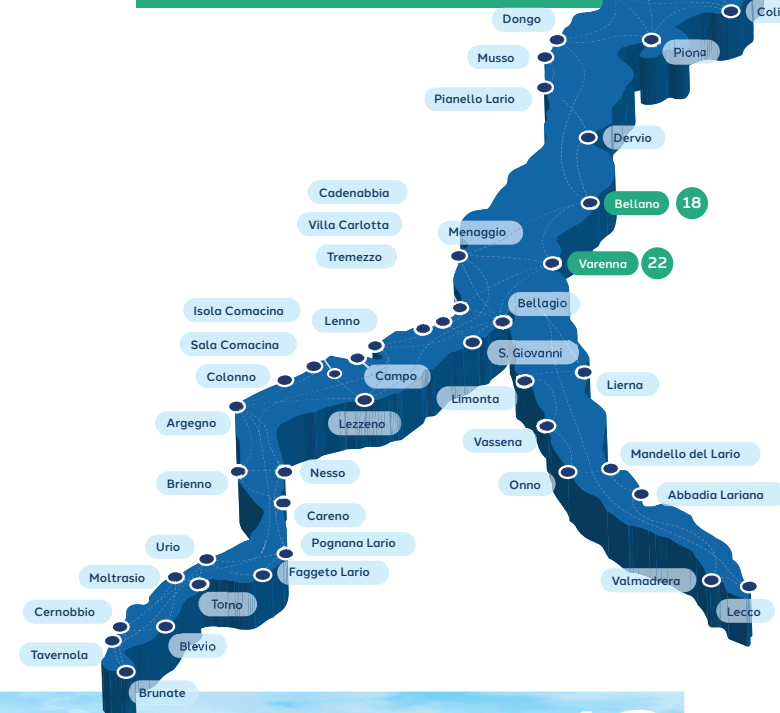 Dongo
Coli
Musso
Piona
Pianello Lario
Dervio
Cadenabbia
Bellano 18
Villa Carlotta
Menaggio
Tremezzo
Varenna 22
Bellagio
Isola Comacina
Lenno
Sala Comacina
S. Giovanni
Colonno
Campo
Lierna
Limonta
Argegno
Lezzeno
Vassena
Mandello del Lario
Nesso
Brienno
Onno
Abbadia Lariana
Careno
Urio
Pognana Lario
Moltrasio
Faggeto Lario
Valmadrera
Torno
Cernobbio
Lecco
Blevio
Tavernola
Brunate